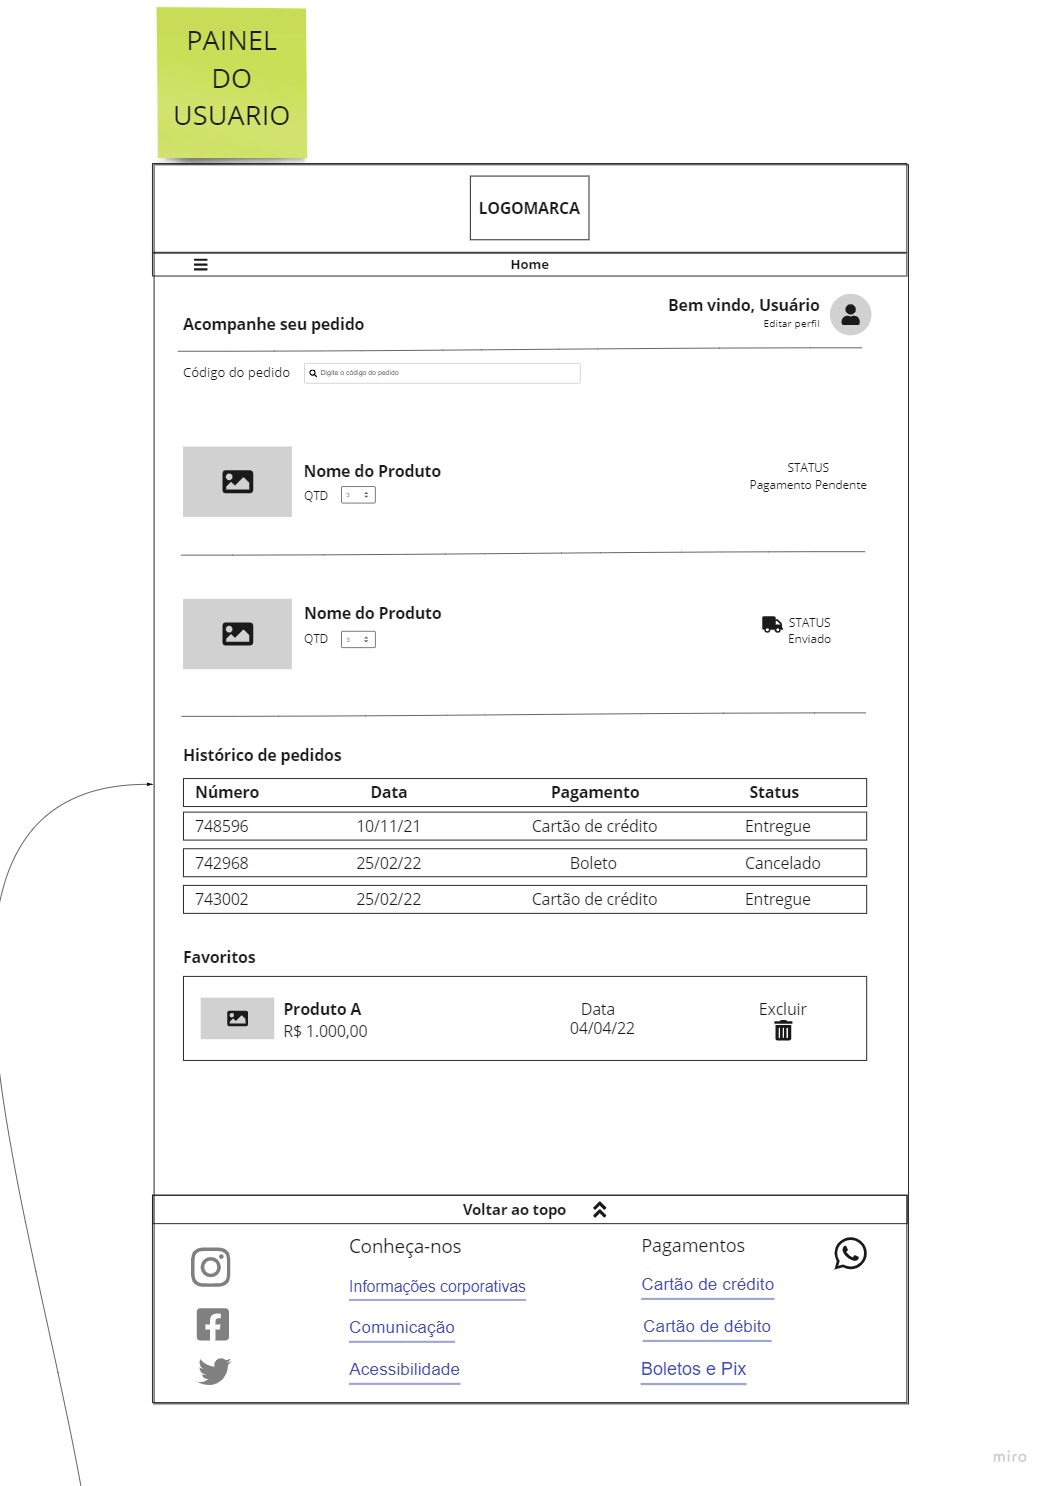 PAINEL
DO
USUARIO
LOGOMARCA
Home
Bem vindo, Usuário
Editar perfil
Acompanhe seu pedido
Código do pedido
Digite o código do pedido
Nome do Produto
QTD 3
STATUS
Pagamento Pendente
Nome do Produto
QTD 3
STATUS
Enviado
Histórico de pedidos
Número Data Pagamento Status
748596 10/11/21 Cartão de crédito Entregue
742968 25/02/22 Boleto Cancelado
743002 25/02/22 Cartão de crédito Entregue
Favoritos
Produto A
R$ 1.000,00
Data
04/04/22
Excluir
Voltar ao topo
Conheça-nos
Informações corporativas
Comunicação
Acessibilidade
Pagamentos
Cartão de crédito
Cartão de débito
Boletos e Pix
miro